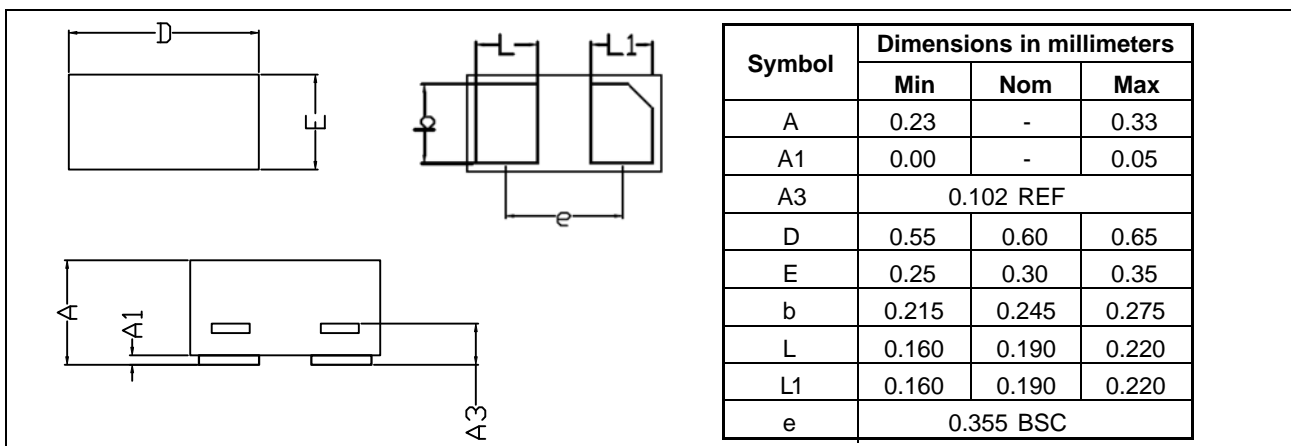 D
E
L
L1
b
e
A
A1
A3
Symbol Dimensions in millimeters
Min Nom Max
A 0.23 - 0.33
A1 0.00 - 0.05
A3 0.102 REF
D 0.55 0.60 0.65
E 0.25 0.30 0.35
b 0.215 0.245 0.275
L 0.160 0.190 0.220
L1 0.160 0.190 0.220
e 0.355 BSC